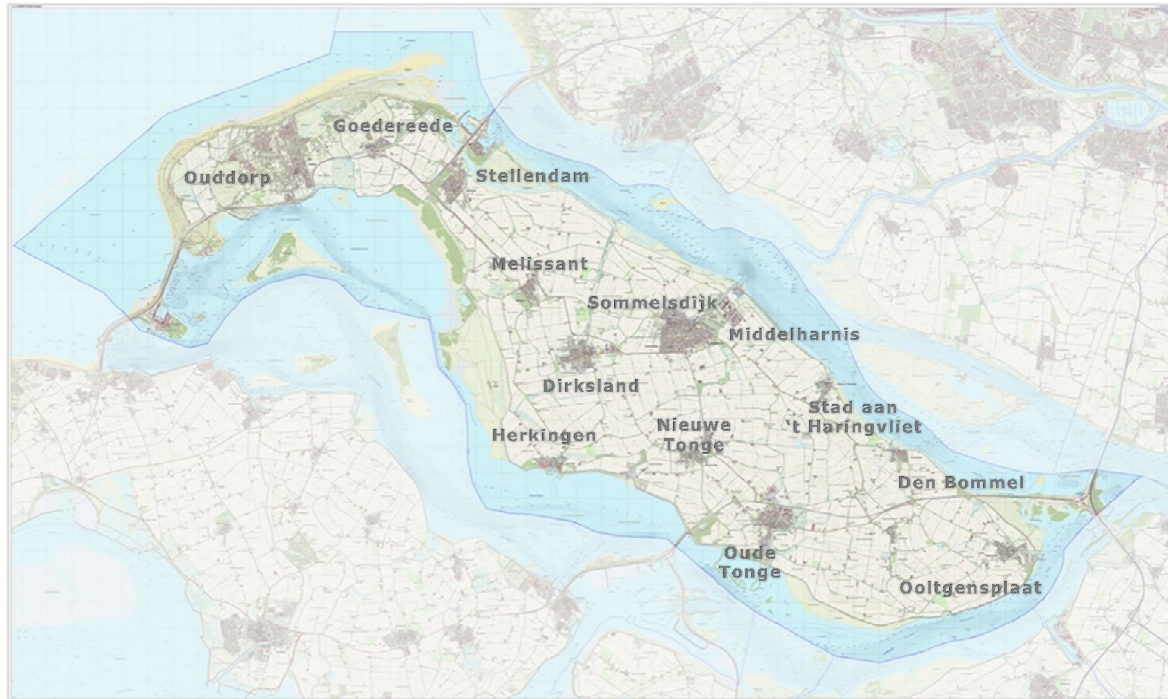 Goedereede
Ouddorp
Stellendam
Melissant
Sommelsdijk
Middelharnis
Dirksland
Stad aan
't Haringvliet
Herkingen
Nieuwe
Tonge
Den Bommel
Oude
Tonge
Ooltgensplaat